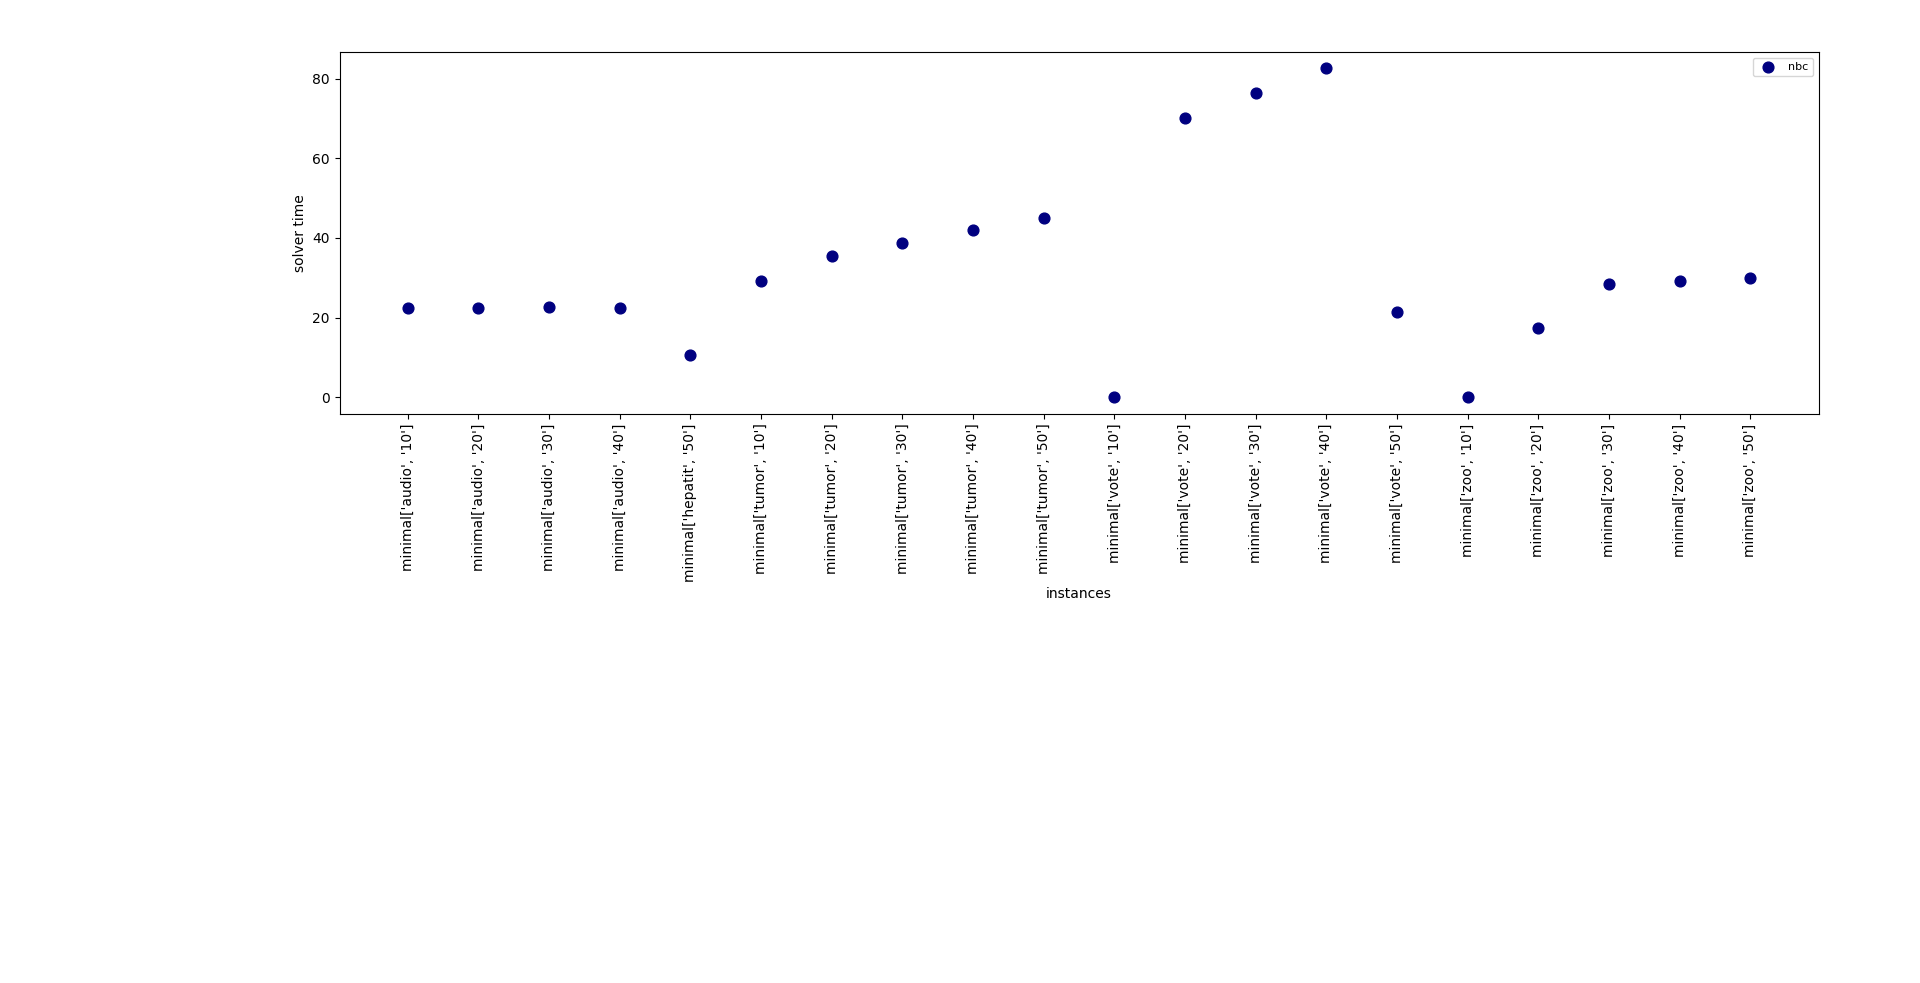 nbc
80
60
40
20
0
solver time
minimal['audio', '10']
minimal['audio', '20']
minimal['audio', '30']
minimal['audio', '40']
minimal['hepatit', '50']
minimal['tumor', '10']
minimal['tumor', '20']
minimal['tumor', '30']
minimal['tumor', '40']
minimal['tumor', '50']
minimal['vote', '10']
minimal['vote', '20']
minimal['vote', '30']
minimal['vote', '40']
minimal['vote', '50']
minimal['zoo', '10']
minimal['zoo', '20']
minimal['zoo', '30']
minimal['zoo', '40']
minimal['zoo', '50']
instances